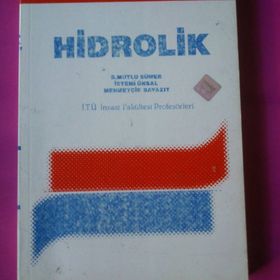 HİDROLİK
B.MUTLU SÜMER
İSTEMİ ÜNSAL
MEHMETÇİK BAYAZIT
İTÜ İnşaat Fakültesi Profesörleri